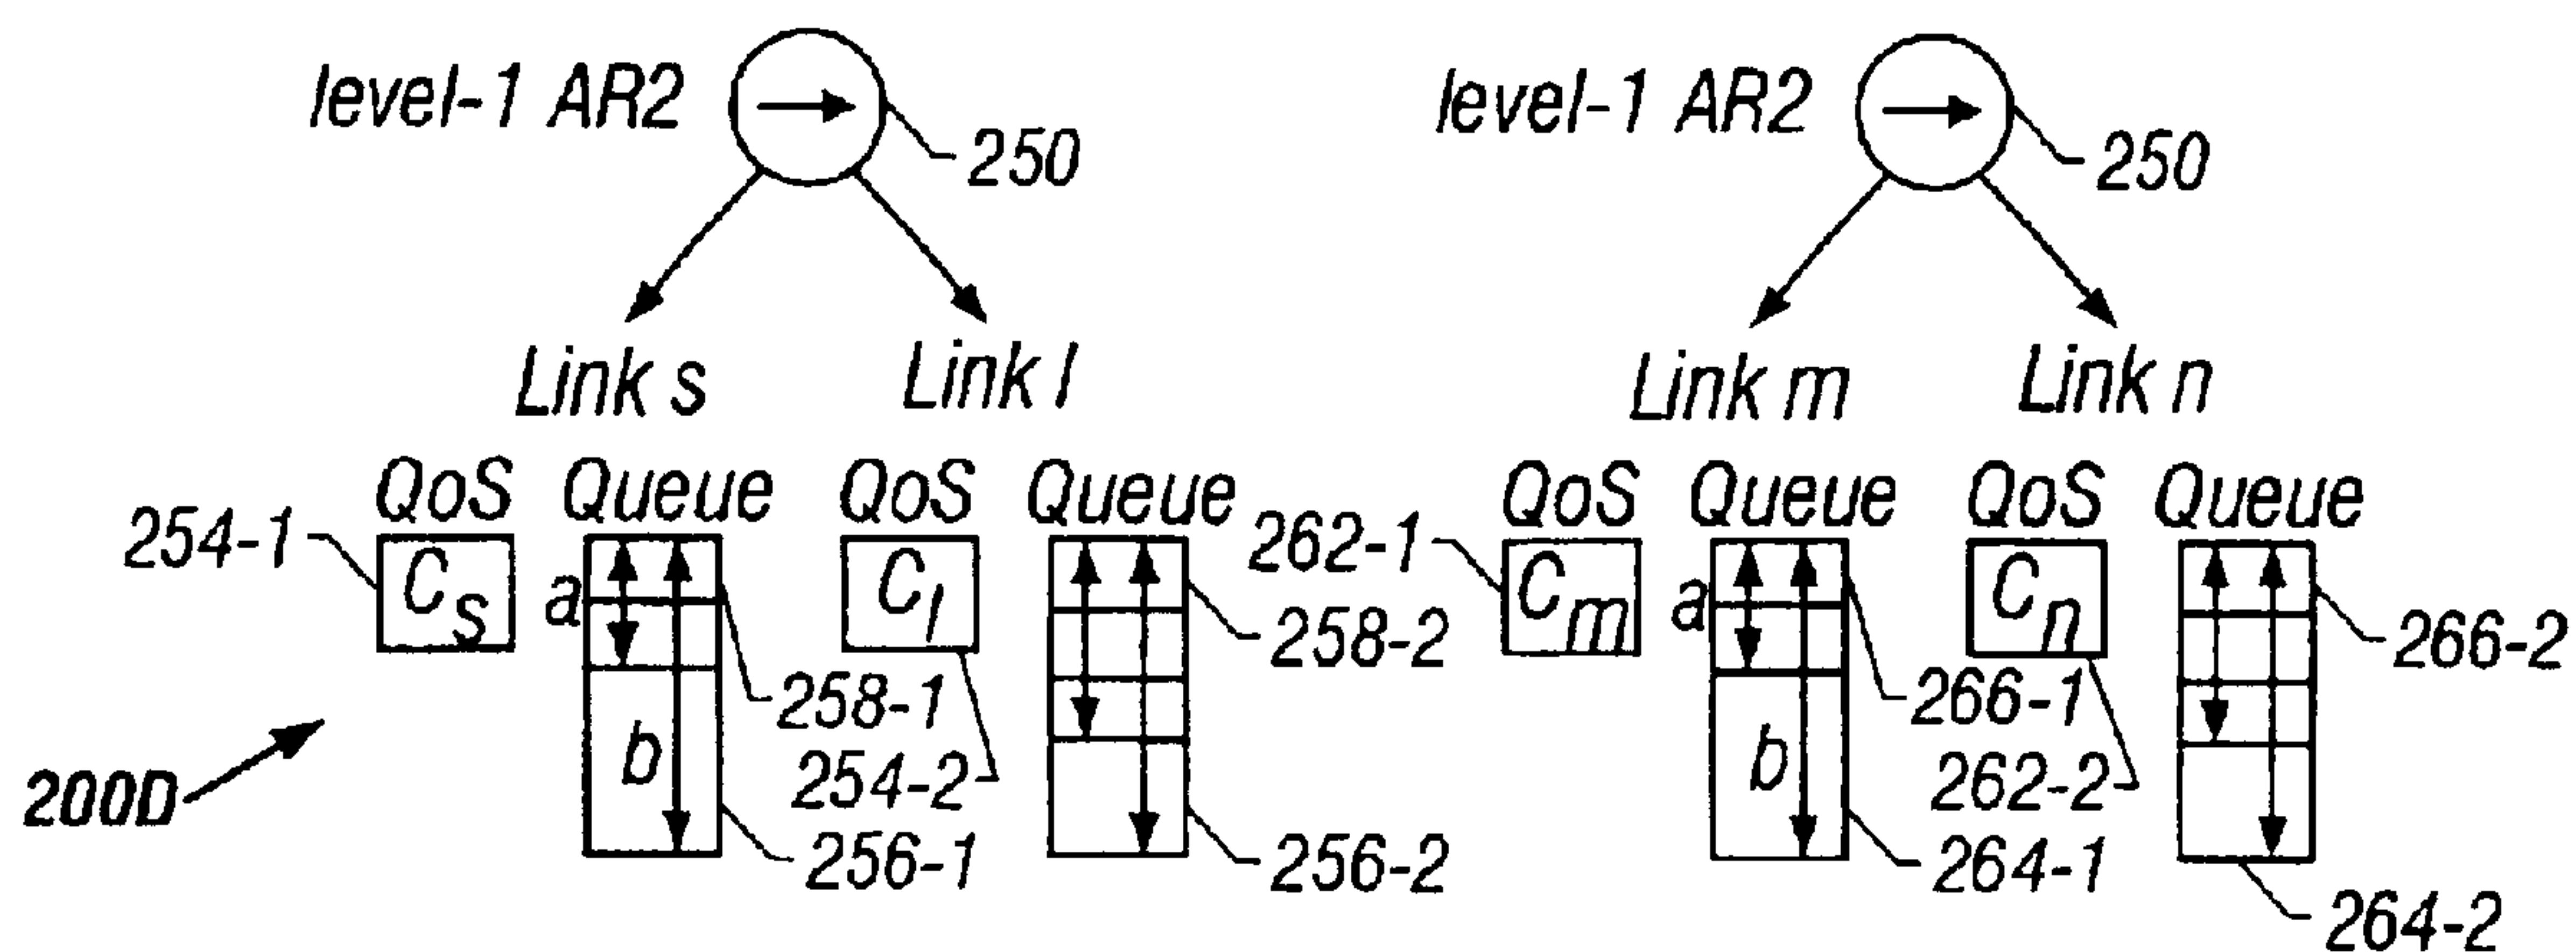 level-1 AR2
250
level-1 AR2
250
Link s
Link l
Link m
Link n
QoS Queue QoS Queue
QoS Queue QoS Queue
254-1
Cs
a
b
Cl
258-1
254-2
256-1
258-2
256-2
262-1
Cm
a
b
Cn
266-1
262-2
264-1
266-2
264-2
200D